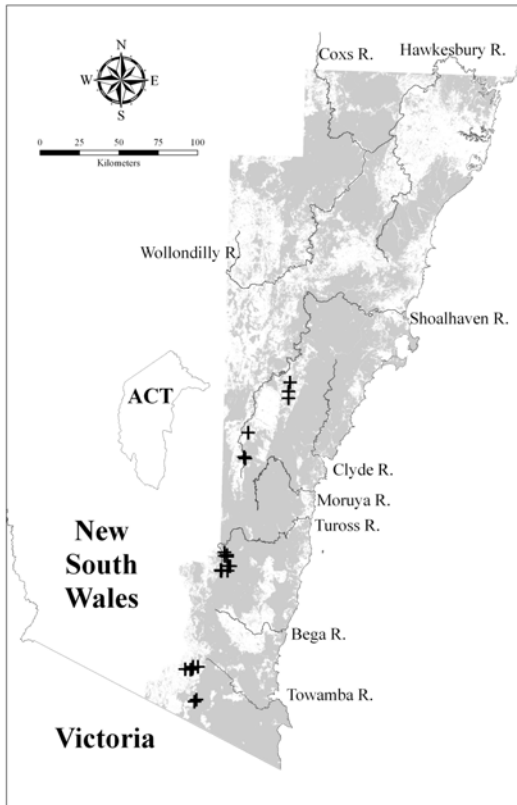 Coxs R.
Hawkesbury R.
N
W
E
S
0 25 50 100
Kilometers
Wollondilly R.
Shoalhaven R.
ACT
Clyde R.
Moruya R.
Tuross R.
New
South
Wales
Bega R.
Towamba R.
Victoria